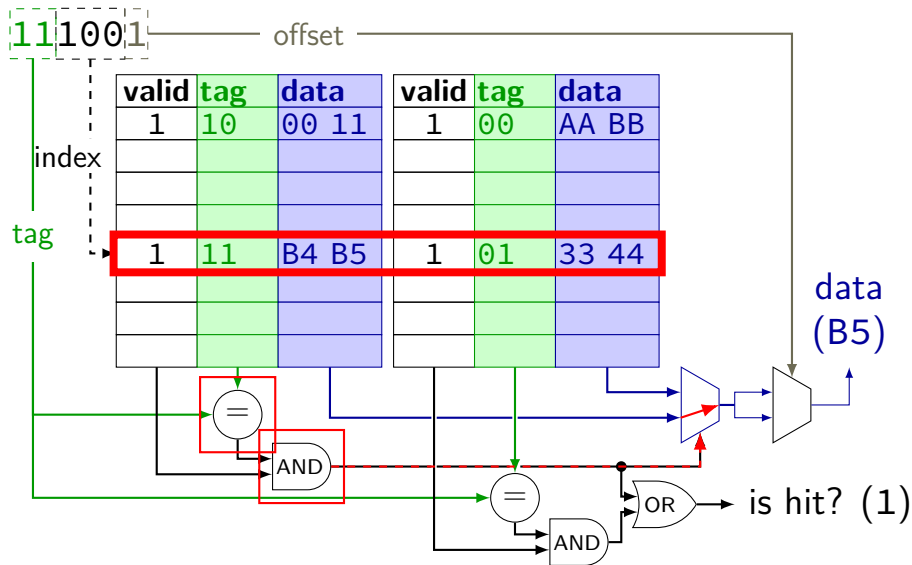 111001 offset
valid tag data valid tag data
1 10 00 11 1 00 AA BB
index
tag
1 11 B4 B5 1 01 33 44
data
(B5)
=
AND
=
OR is hit? (1)
AND